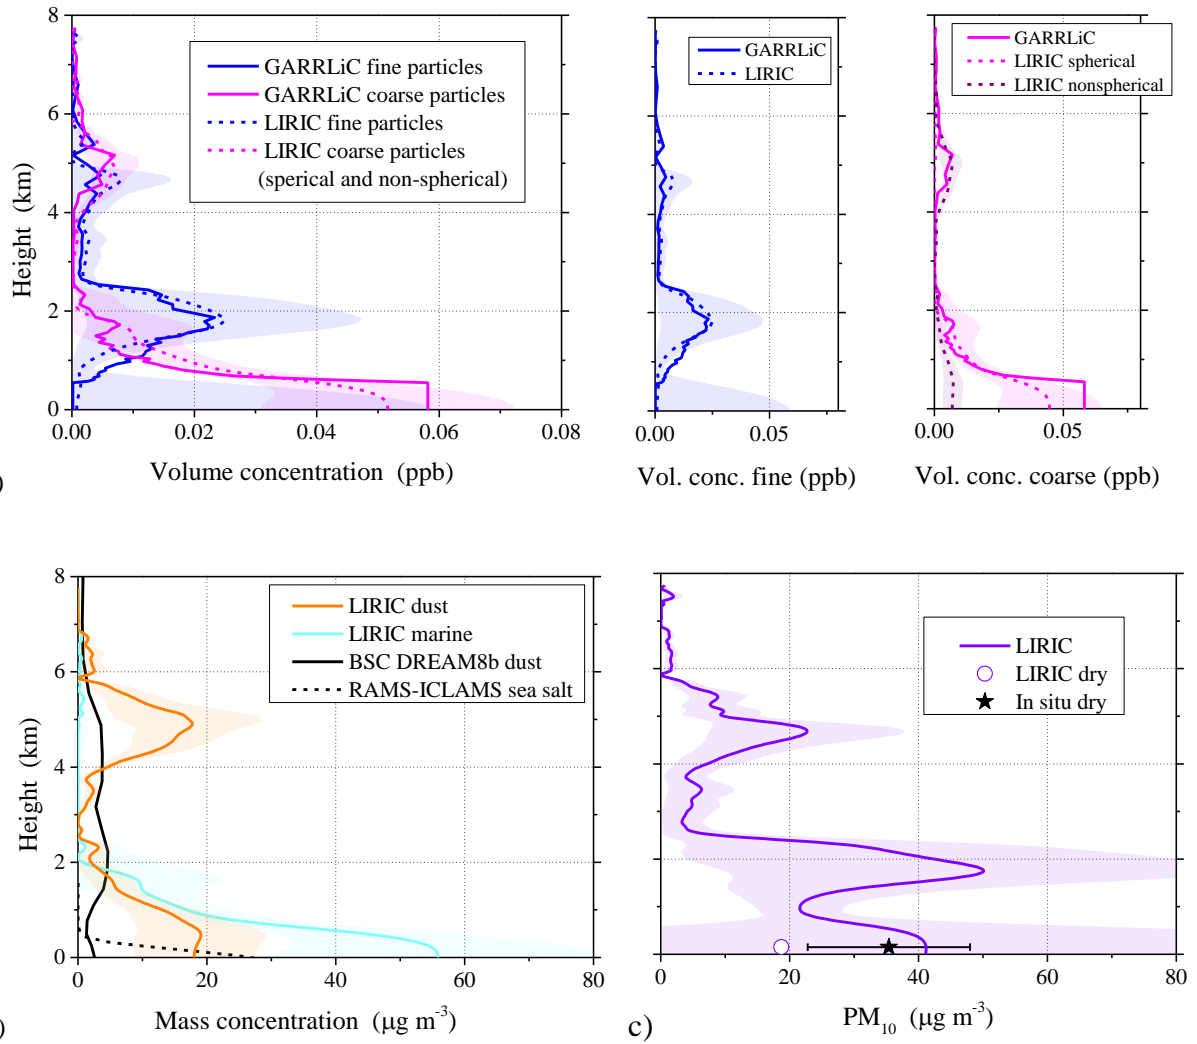 8
6
4
2
0
Height (km)
GARRLiC fine particles
GARRLiC coarse particles
LIRIC fine particles
LIRIC coarse particles
(sperical and non-spherical)
0.00 0.02 0.04 0.06 0.08
Volume concentration (ppb)
)
GARRLiC
LIRIC
0.00 0.05
Vol. conc. fine (ppb)
GARRLiC
LIRIC spherical
LIRIC nonspherical
0.00 0.05
Vol. conc. coarse (ppb)
8
6
4
2
0
Height (km)
LIRIC dust
LIRIC marine
BSC DREAM8b dust
RAMS-ICLAMS sea salt
0 20 40 60 80
Mass concentration (μg m-3)
)
LIRIC
LIRIC dry
In situ dry
0 20 40 60 80
c)
PM10 (μg m-3)